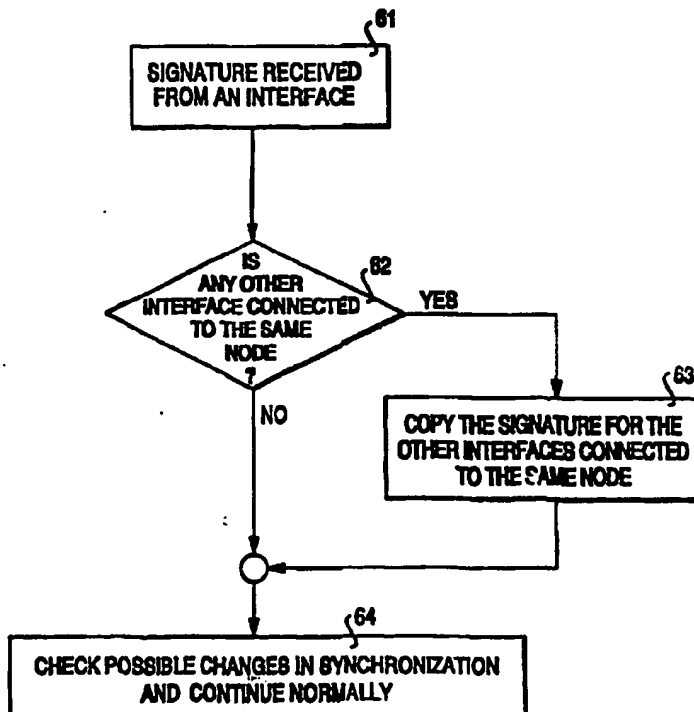 61
SIGNATURE RECEIVED
FROM AN INTERFACE
62
IS
ANY OTHER
INTERFACE CONNECTED
TO THE SAME
NODE
?
YES
NO
63
COPY THE SIGNATURE FOR THE
OTHER INTERFACES CONNECTED
TO THE SAME NODE
64
CHECK POSSIBLE CHANGES IN SYNCHRONIZATION
AND CONTINUE NORMALLY